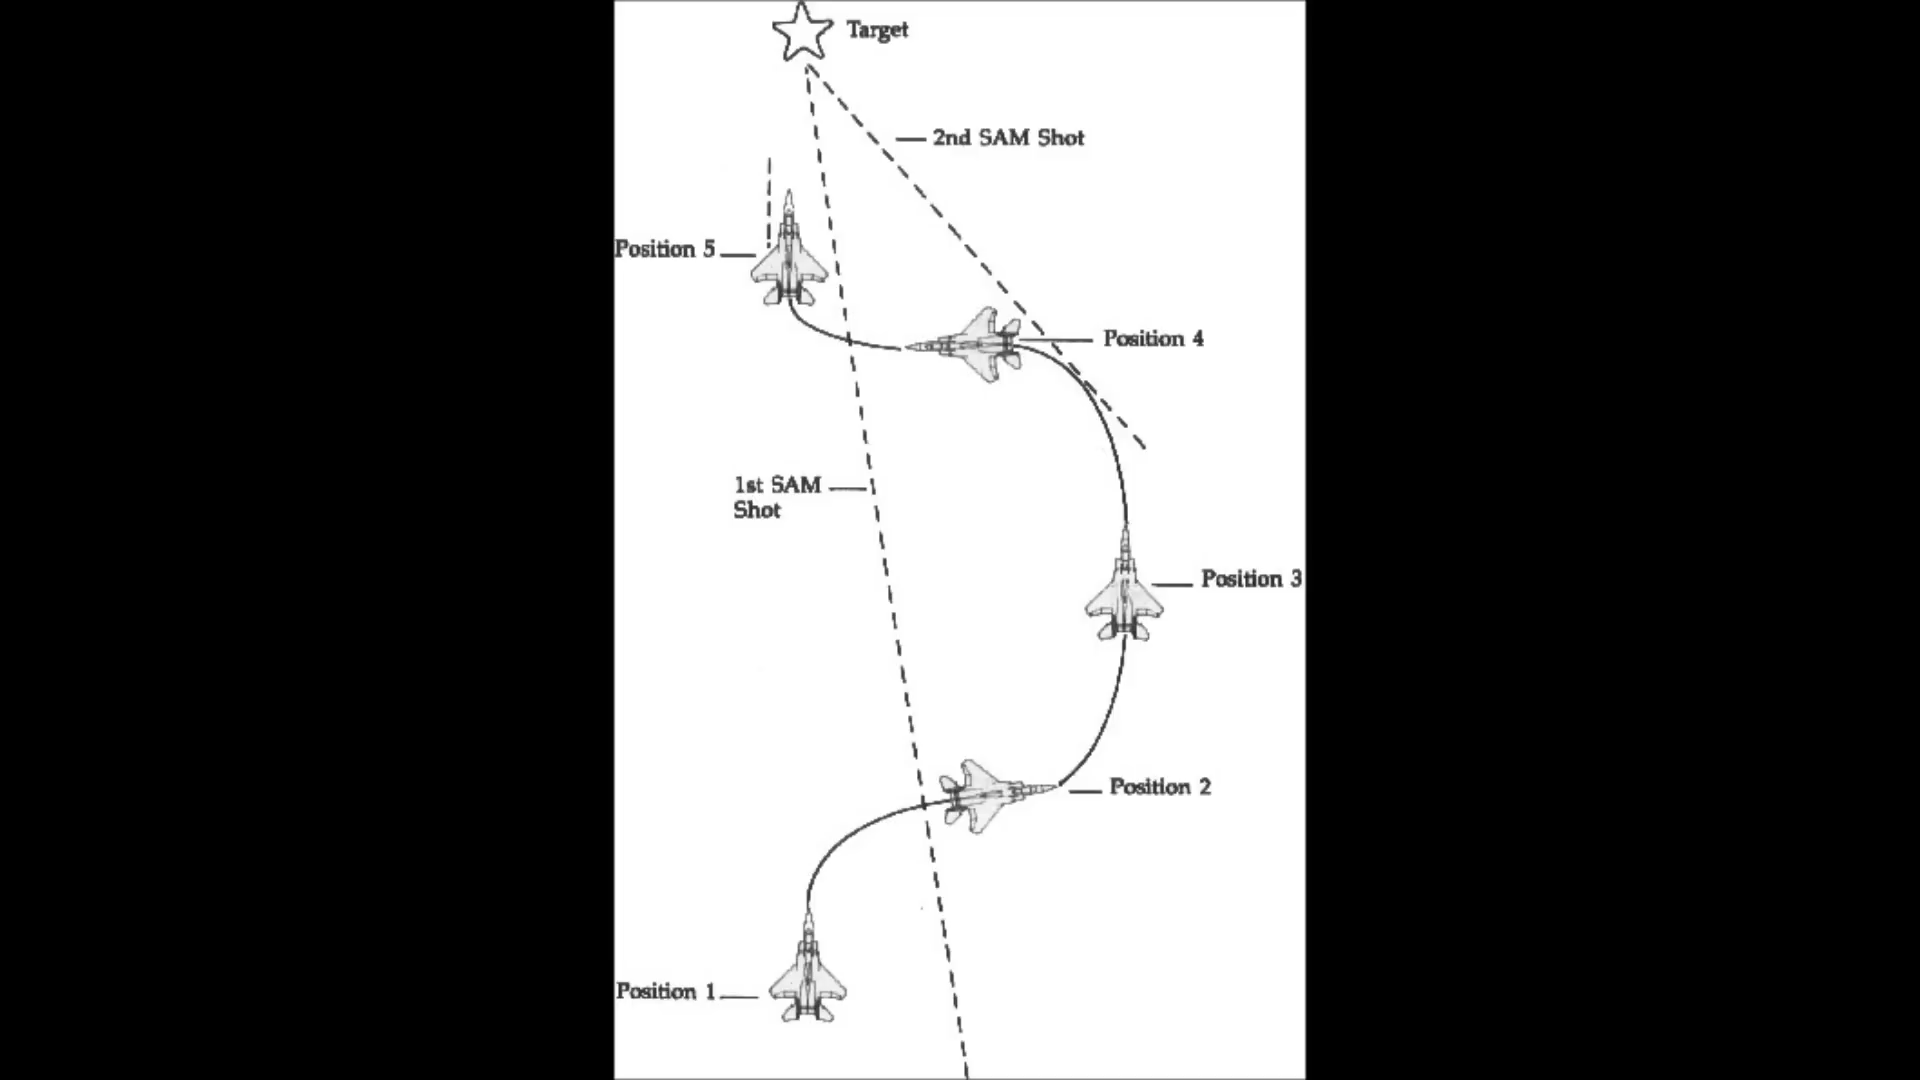 Target
2nd SAM Shot
Position 5
Position 4
1st SAM
Shot
Position 3
Position 2
Position 1